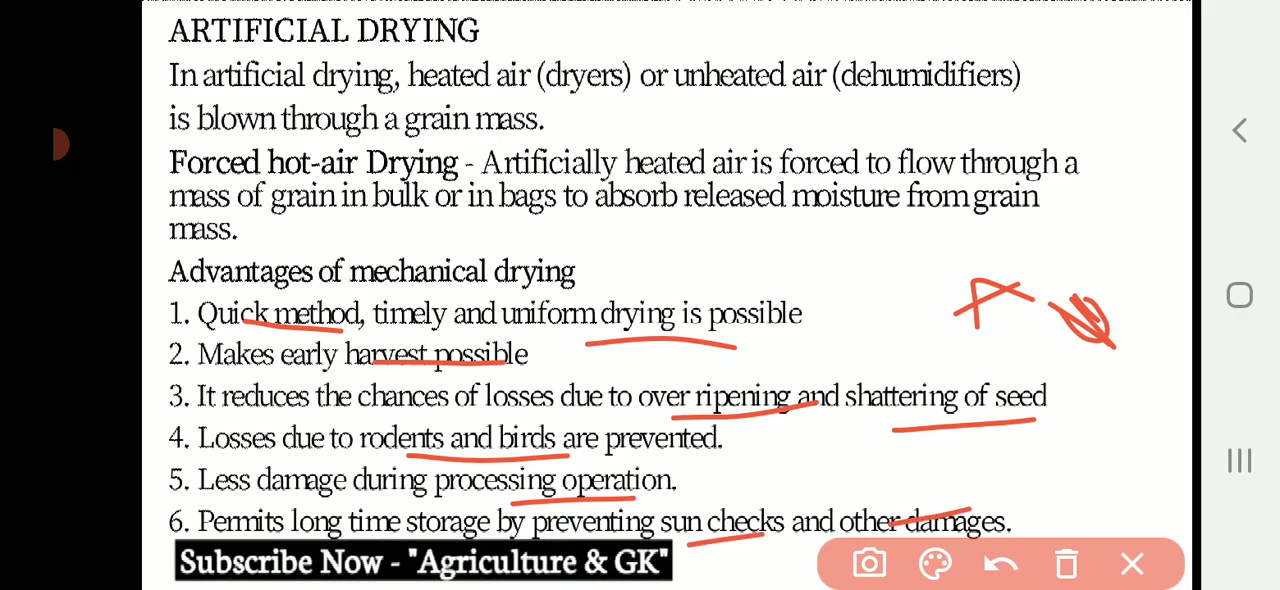 ARTIFICIAL DRYING
In artificial drying, heated air (dryers) or unheated air (dehumidifiers)
is blown through a grain mass.
Forced hot-air Drying - Artificially heated air is forced to flow through a
mass of grain in bulk or in bags to absorb released moisture from grain
mass.
Advantages of mechanical drying
1. Quick method, timely and uniform drying is possible
2. Makes early harvest possible
3. It reduces the chances of losses due to over ripening and shattering of seed
4. Losses due to rodents and birds are prevented.
5. Less damage during processing operation.
6. Permits long time storage by preventing sun checks and other damages.
Subscribe Now - "Agriculture & GK"